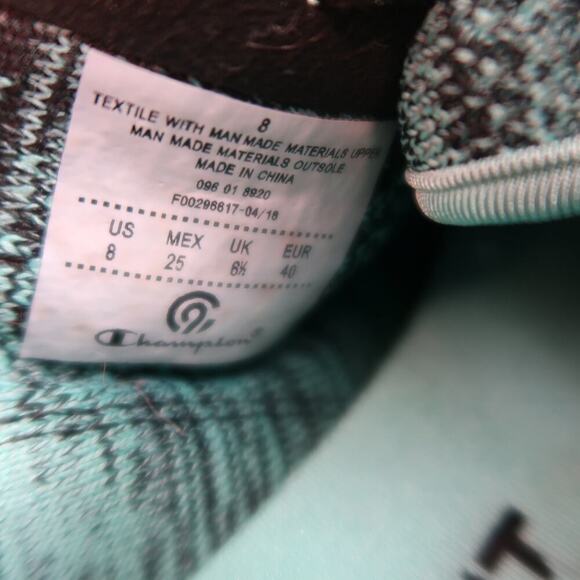 8
TEXTILE WITH MAN MADE MATERIALS UPPER
MAN MADE MATERIALS OUTSOLE
MADE IN CHINA
096 01 8920
F00296617-04/18
US MEX UK EUR
8 25 6½ 40
C9
Champion®
T